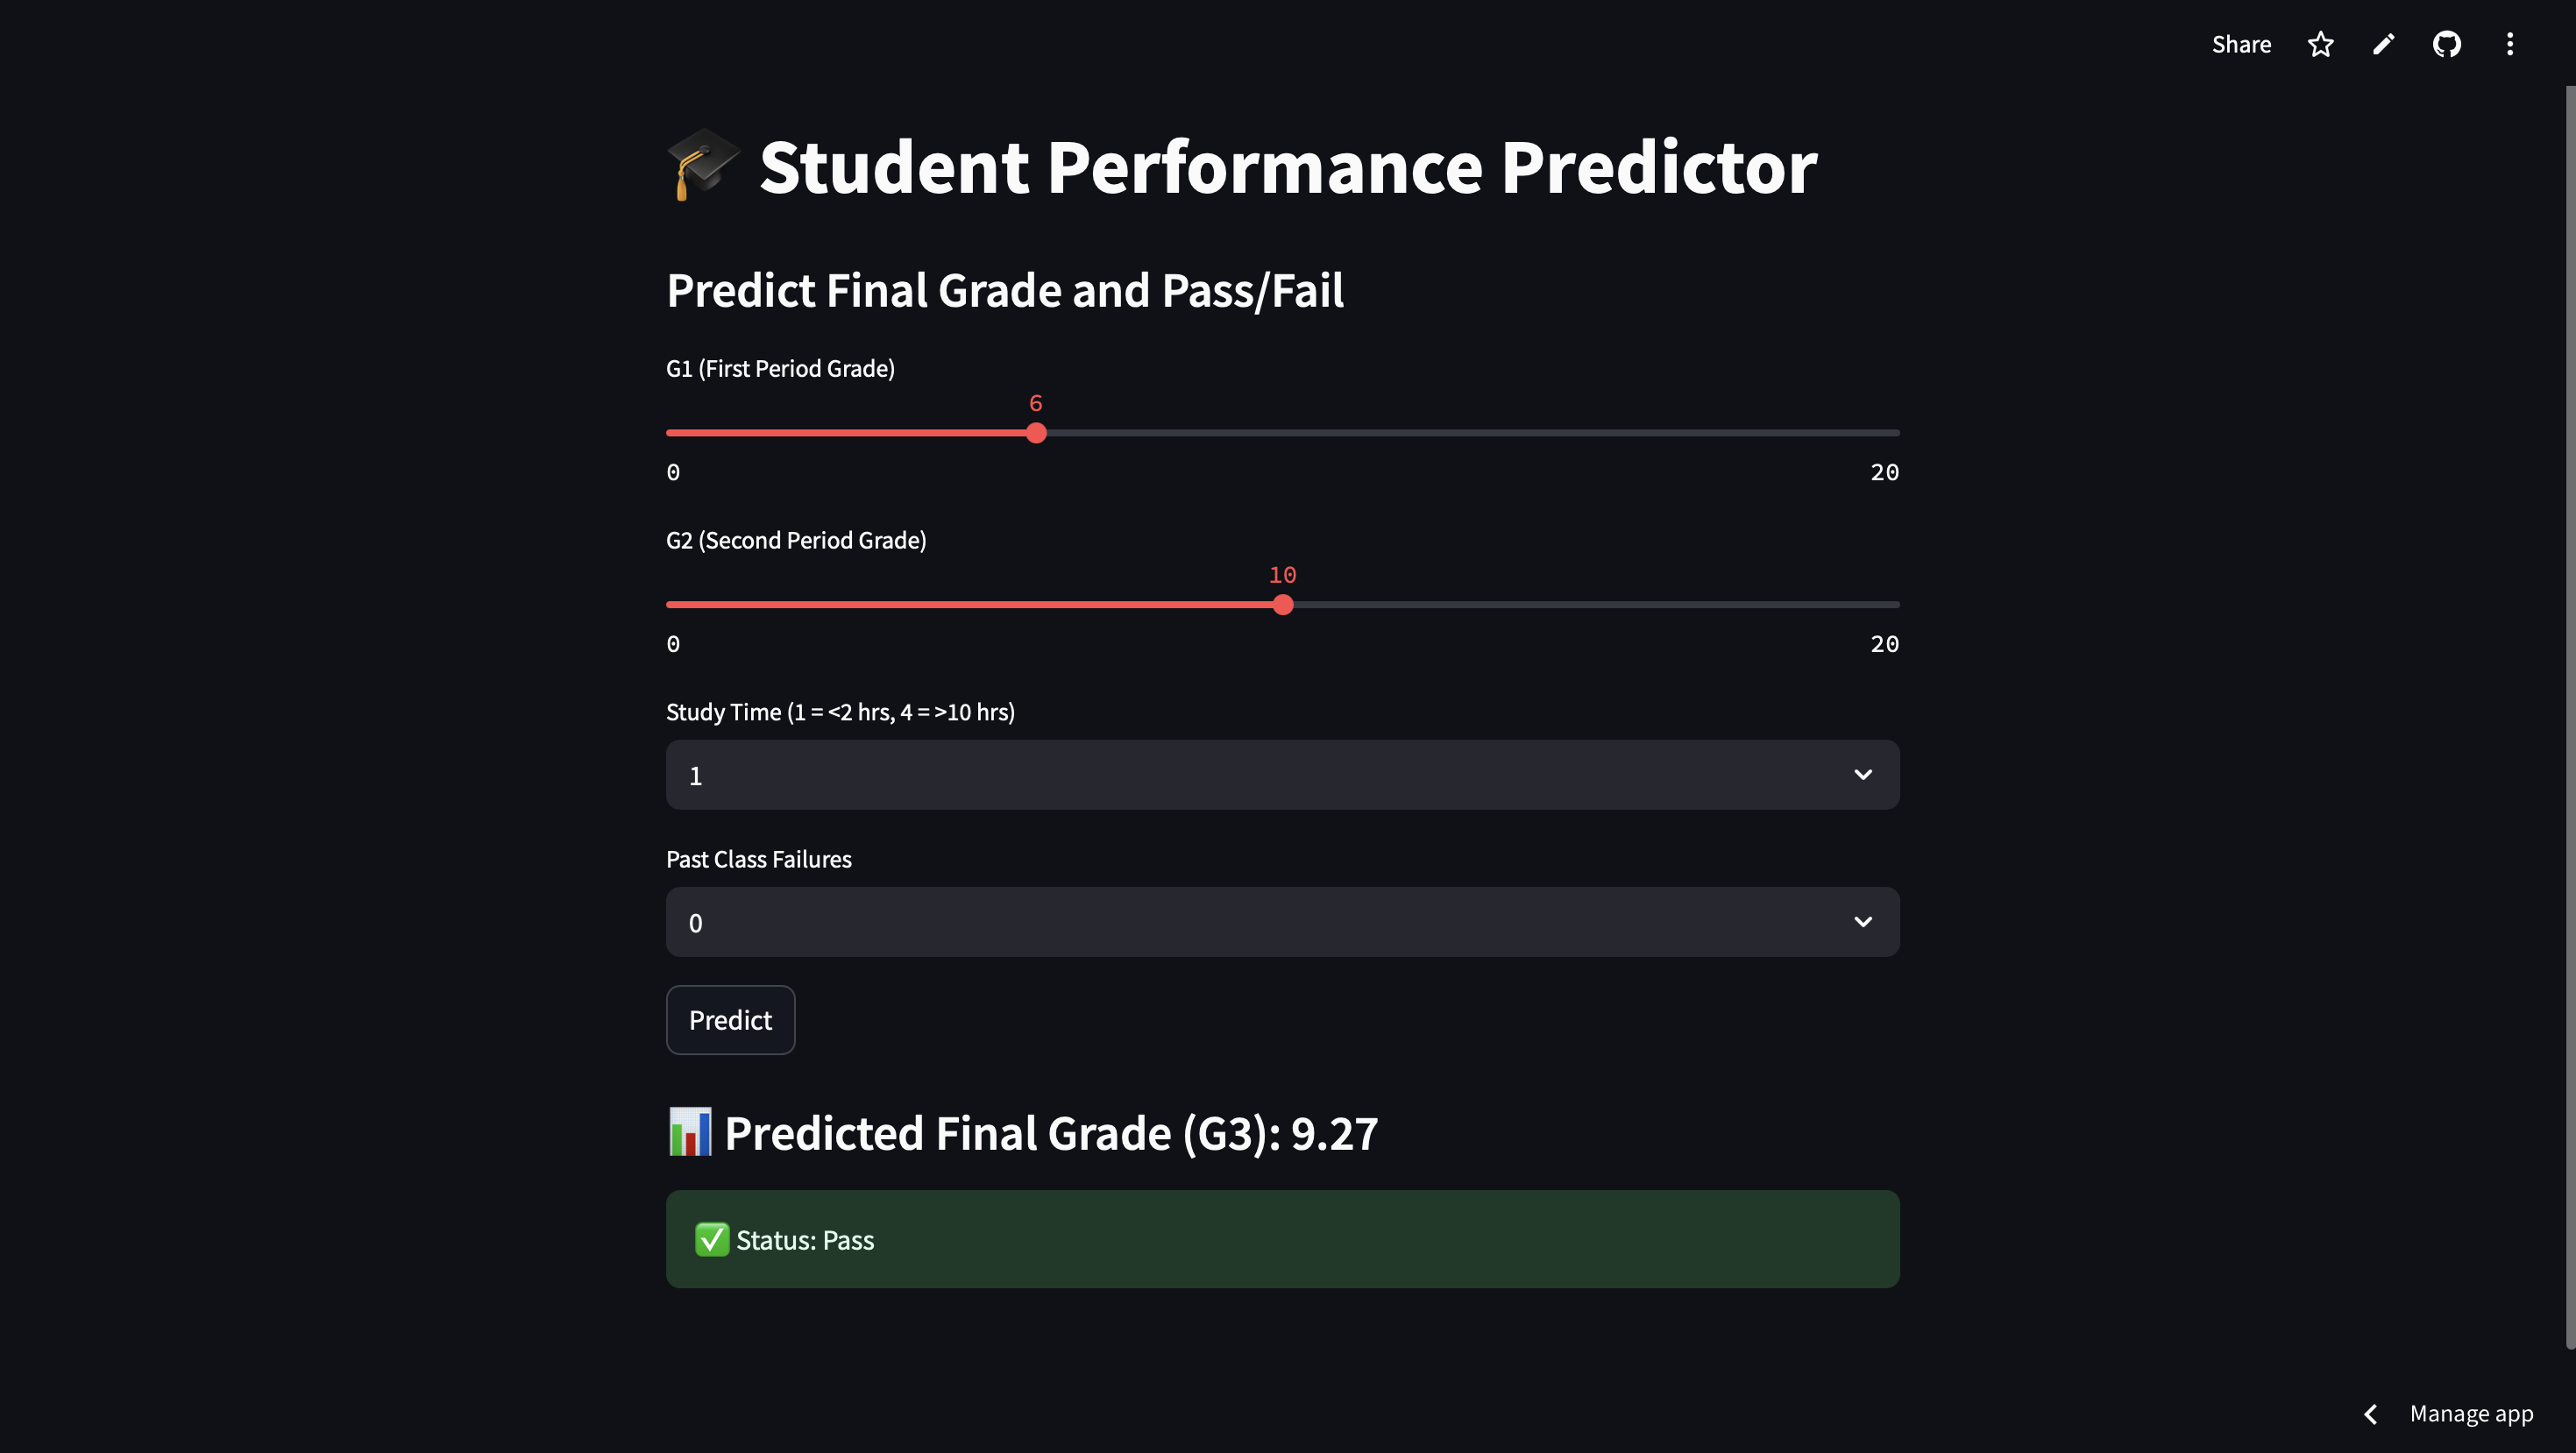 Share
🎓 Student Performance Predictor
Predict Final Grade and Pass/Fail
G1 (First Period Grade)
6
0 20
G2 (Second Period Grade)
10
0 20
Study Time (1 = <2 hrs, 4 = >10 hrs)
1
Past Class Failures
0
Predict
📊 Predicted Final Grade (G3): 9.27
✅ Status: Pass
Manage app